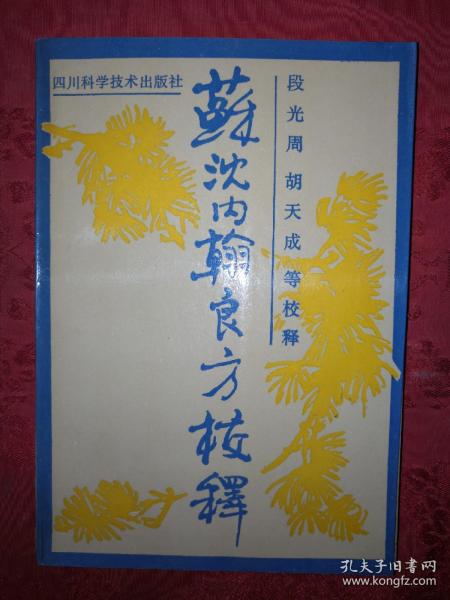 四川科学技术出版社
蘇沈内翰良方校釋
段光周 胡天成等校释
孔夫子旧书网
www.kongfz.com